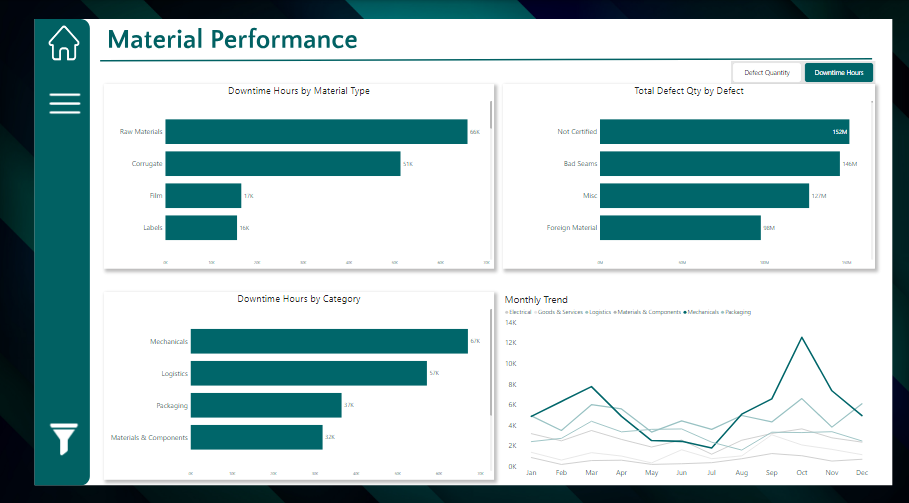 Material Performance
Defect Quantity
Downtime Hours
Downtime Hours by Material Type
Raw Materials 66K
Corrugate 51K
Film 17K
Labels 16K
0K 10K 20K 30K 40K 50K 60K 70K
Total Defect Qty by Defect
Not Certified 152M
Bad Seams 146M
Misc 127M
Foreign Material 98M
0M 50M 100M 150M
Downtime Hours by Category
Mechanicals 67K
Logistics 57K
Packaging 37K
Materials & Components 32K
0K 10K 20K 30K 40K 50K 60K 70K
Monthly Trend
Electrical Goods & Services Logistics Materials & Components Mechanicals Packaging
14K
12K
10K
8K
6K
4K
2K
0K
Jan Feb Mar Apr May Jun Jul Aug Sep Oct Nov Dec